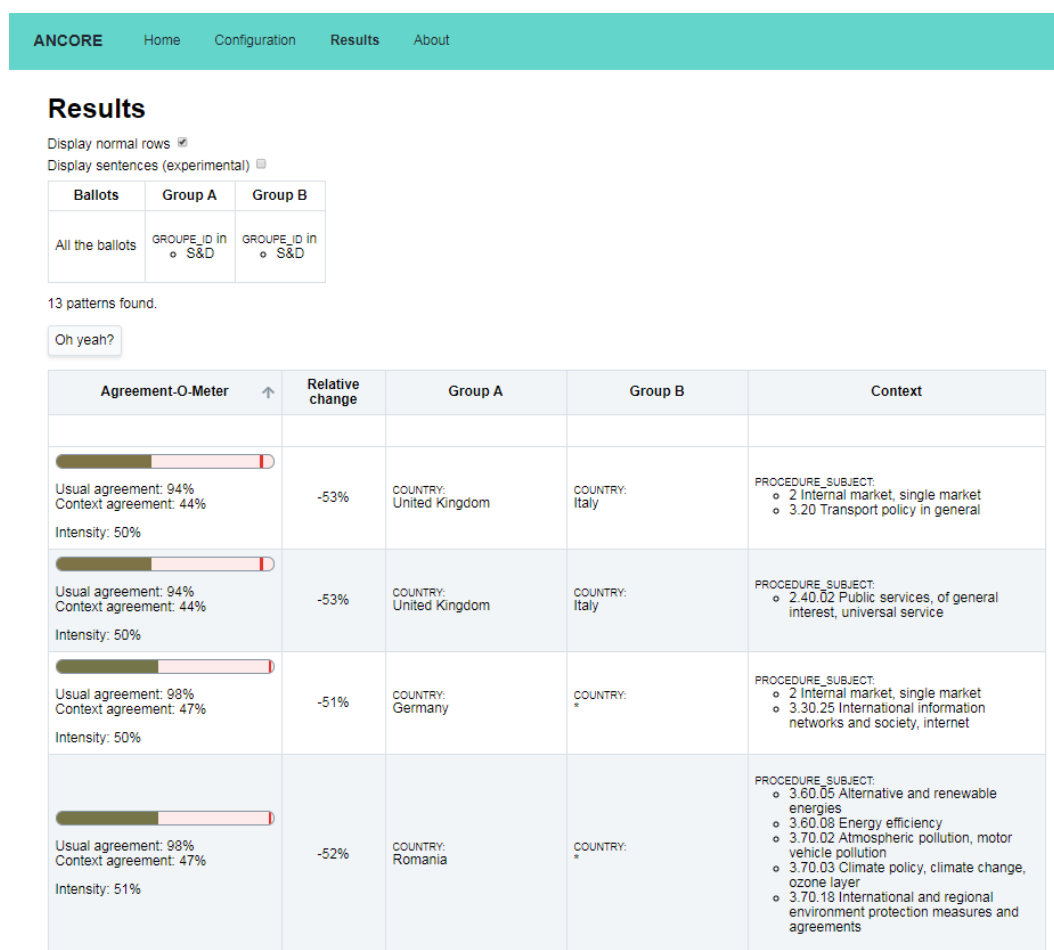 ANCORE Home Configuration Results About
Results
Display normal rows
Display sentences (experimental)
Ballots Group A Group B
All the ballots
GROUPE_ID in
S&D
GROUPE_ID in
S&D
13 patterns found.
Oh yeah?
Agreement-O-Meter Relative change Group A Group B Context
Usual agreement: 94%
Context agreement: 44%
Intensity: 50%
-53%
COUNTRY:
United Kingdom
COUNTRY:
Italy
PROCEDURE_SUBJECT:
2 Internal market, single market
3.20 Transport policy in general
Usual agreement: 94%
Context agreement: 44%
Intensity: 50%
-53%
COUNTRY:
United Kingdom
COUNTRY:
Italy
PROCEDURE_SUBJECT:
2.40.02 Public services, of general
interest, universal service
Usual agreement: 98%
Context agreement: 47%
Intensity: 50%
-51%
COUNTRY:
Germany
COUNTRY:
*
PROCEDURE_SUBJECT:
2 Internal market, single market
3.30.25 International information
networks and society, internet
Usual agreement: 98%
Context agreement: 47%
Intensity: 51%
-52%
COUNTRY:
Romania
COUNTRY:
*
PROCEDURE_SUBJECT:
3.60.05 Alternative and renewable
energies
3.60.08 Energy efficiency
3.70.02 Atmospheric pollution, motor
vehicle pollution
3.70.03 Climate policy, climate change,
ozone layer
3.70.18 International and regional
environment protection measures and
agreements